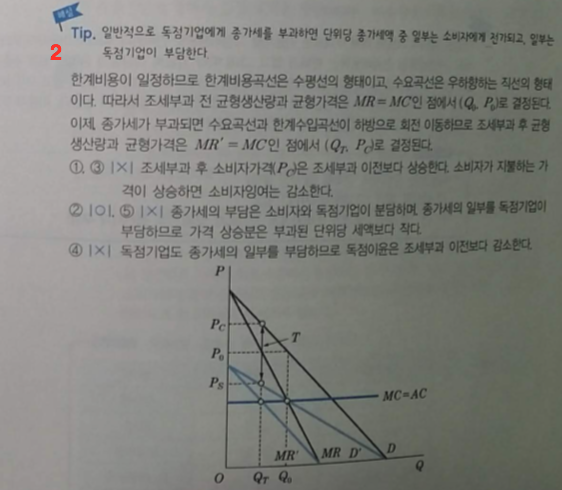 해설
Tip. 일반적으로 독점기업에게 종가세를 부과하면 단위당 종가세액 중 일부는 소비자에게 전가되고, 일부는
2 독점기업이 부담한다
한계비용이 일정하므로 한계비용곡선은 수평선의 형태이고, 수요곡선은 우하향하는 직선의 형태
이다. 따라서 조세부과 전 균형생산량과 균형가격은 MR=MC인 점에서 (Q₀, P₀)로 결정된다.
이제, 종가세가 부과되면 수요곡선과 한계수입곡선이 하방으로 회전 이동하므로 조세부과 후 균형
생산량과 균형가격은 MR′=MC인 점에서 (Q_T, P_C)로 결정된다.
①, ③ |×| 조세부과 후 소비자가격(P_C)은 조세부과 이전보다 상승한다. 소비자가 지불하는 가
격이 상승하면 소비자잉여는 감소한다.
② |○|, ⑤ |×| 종가세의 부담은 소비자와 독점기업이 분담하며, 종가세의 일부를 독점기업이
부담하므로 가격 상승분은 부과된 단위당 세액보다 작다.
④ |×| 독점기업도 종가세의 일부를 부담하므로 독점이윤은 조세부과 이전보다 감소한다.
P
P_C
T
P₀
P_S
MC=AC
MR′ MR D′ D
O Q_T Q₀ Q